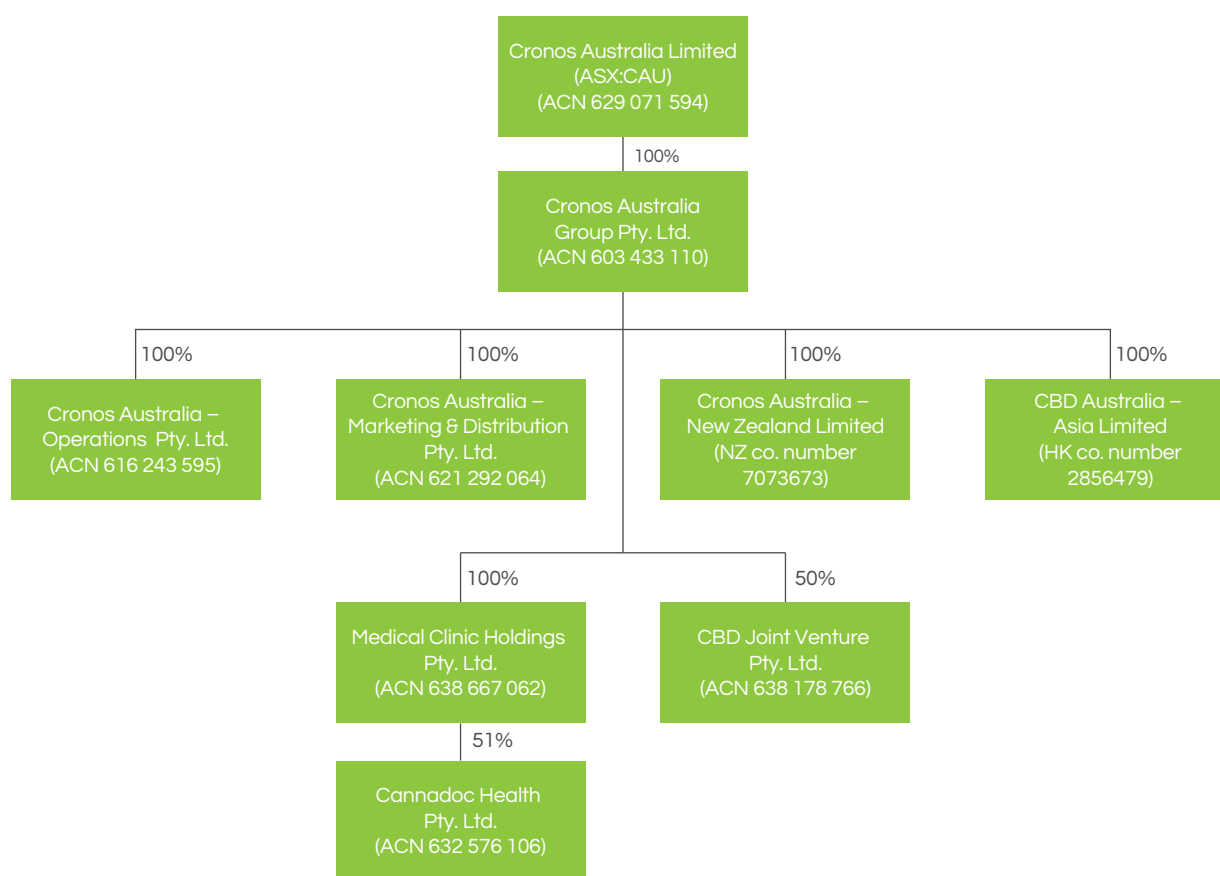 Cronos Australia Limited
(ASX:CAU)
(ACN 629 071 594)
100%
Cronos Australia
Group Pty. Ltd.
(ACN 603 433 110)
100%
100%
100%
100%
Cronos Australia –
Operations Pty. Ltd.
(ACN 616 243 595)
Cronos Australia –
Marketing & Distribution
Pty. Ltd.
(ACN 621 292 064)
Cronos Australia –
New Zealand Limited
(NZ co. number
7073673)
CBD Australia –
Asia Limited
(HK co. number
2856479)
100%
50%
Medical Clinic Holdings
Pty. Ltd.
(ACN 638 667 062)
CBD Joint Venture
Pty. Ltd.
(ACN 638 178 766)
51%
Cannadoc Health
Pty. Ltd.
(ACN 632 576 106)